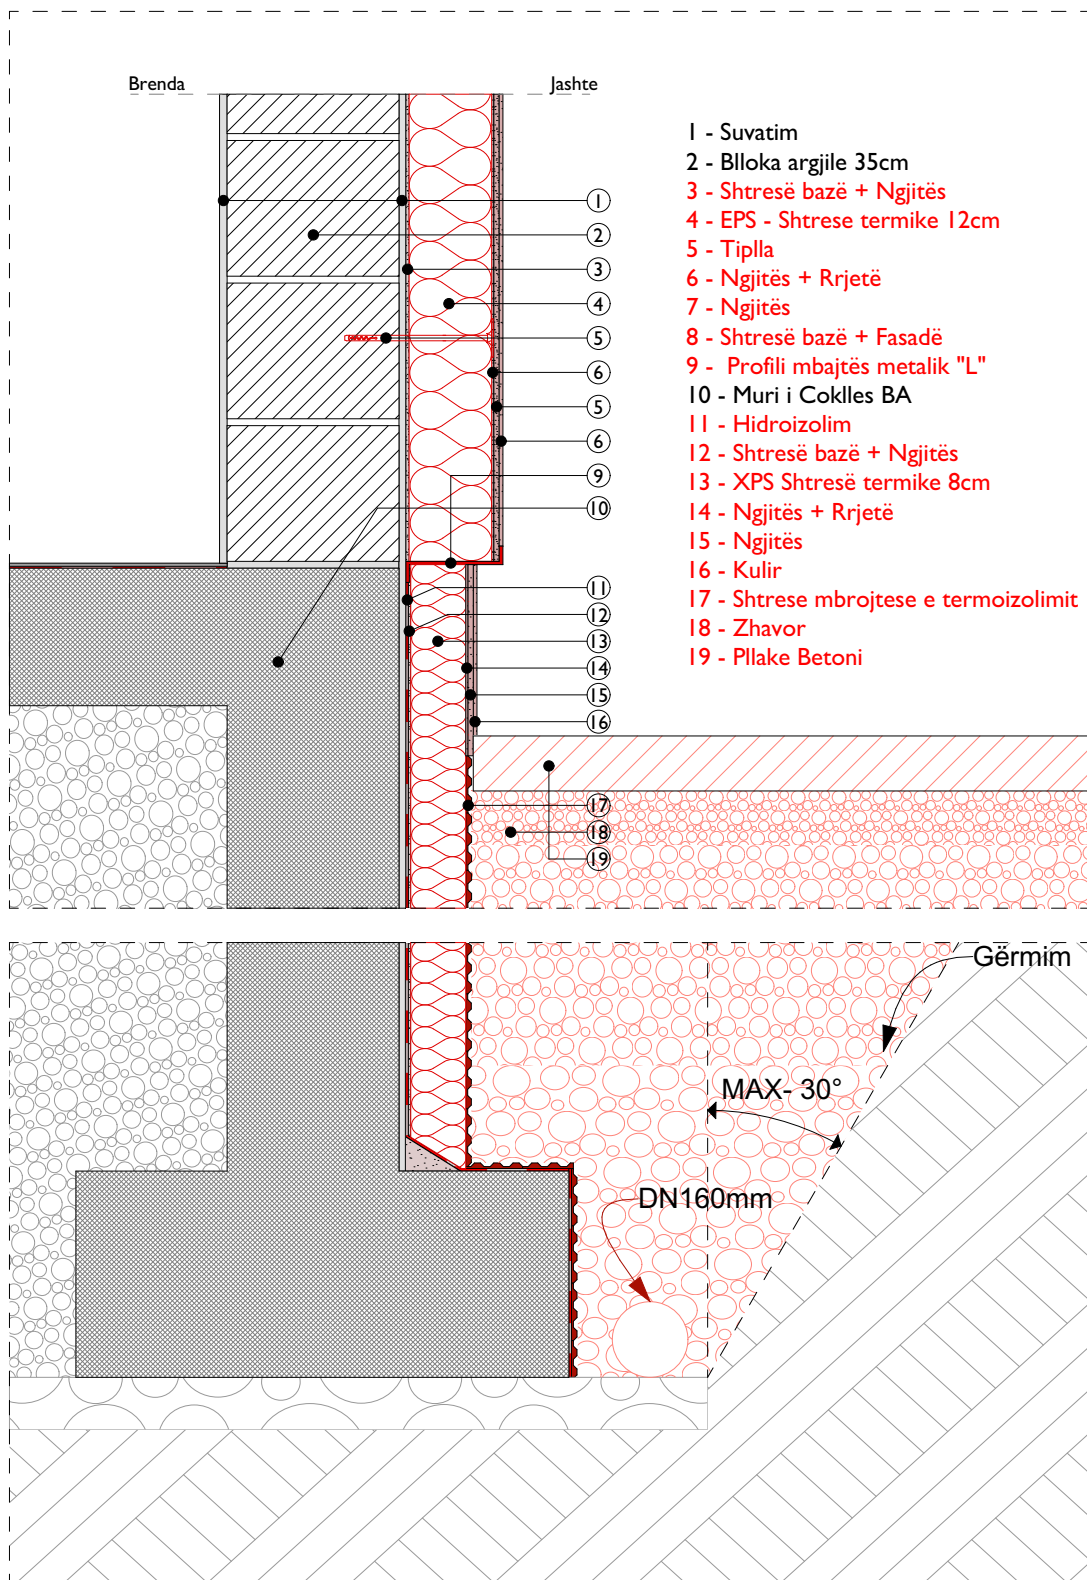 Brenda
Jashte
1 - Suvatim
2 - Blloka argjile 35cm
3 - Shtresë bazë + Ngjitës
4 - EPS - Shtrese termike 12cm
5 - Tiplla
6 - Ngjitës + Rrjetë
7 - Ngjitës
8 - Shtresë bazë + Fasadë
9 - Profili mbajtës metalik "L"
10 - Muri i Coklles BA
11 - Hidroizolim
12 - Shtresë bazë + Ngjitës
13 - XPS Shtresë termike 8cm
14 - Ngjitës + Rrjetë
15 - Ngjitës
16 - Kulir
17 - Shtrese mbrojtese e termoizolimit
18 - Zhavor
19 - Pllake Betoni
1
2
3
4
5
6
5
6
9
10
11
12
13
14
15
16
17
18
19
Gërmim
MAX- 30°
DN160mm